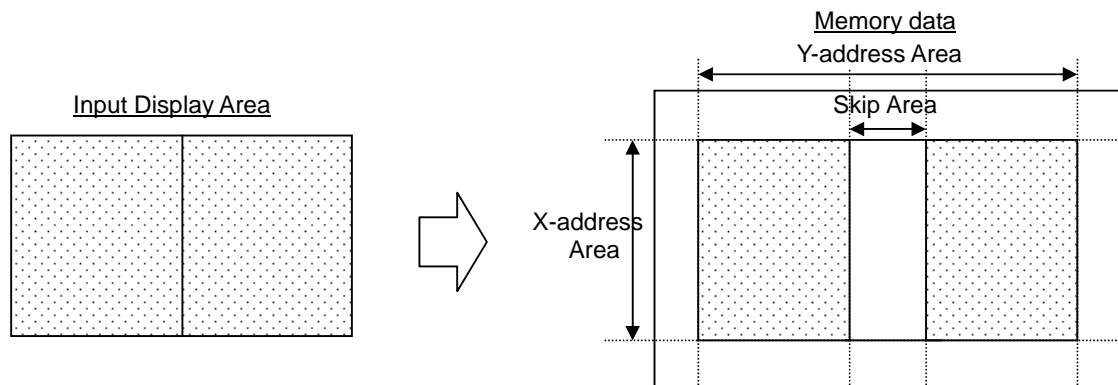 Memory data
Y-address Area
Input Display Area
Skip Area
X-address
Area